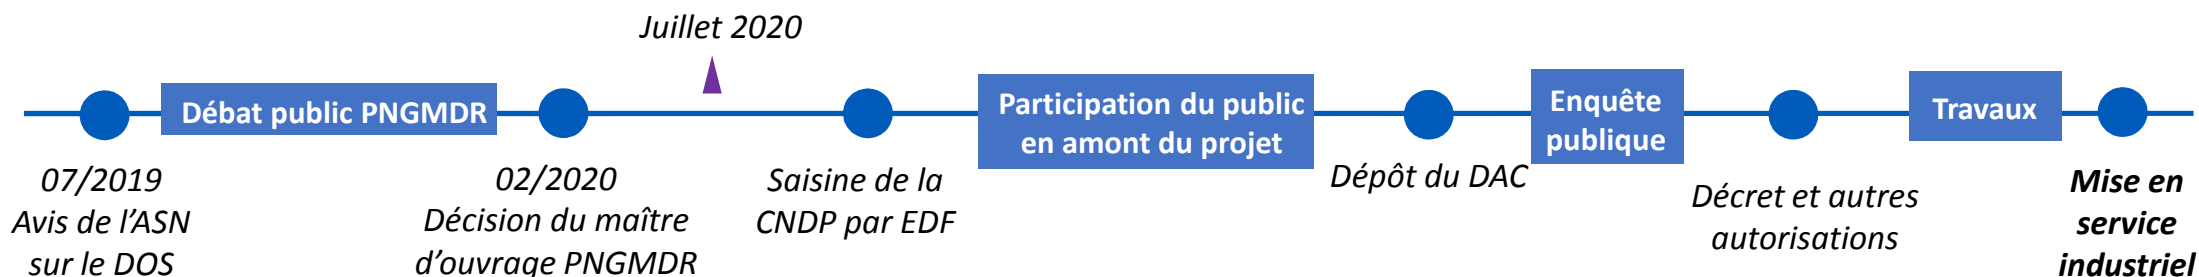 Juillet 2020
Débat public PNGMDR
Participation du public
en amont du projet
Enquête
publique
Travaux
07/2019
Avis de l'ASN
sur le DOS
02/2020
Décision du maître
d'ouvrage PNGMDR
Saisine de la
CNDP par EDF
Dépôt du DAC
Décret et autres
autorisations
Mise en
service
industriel